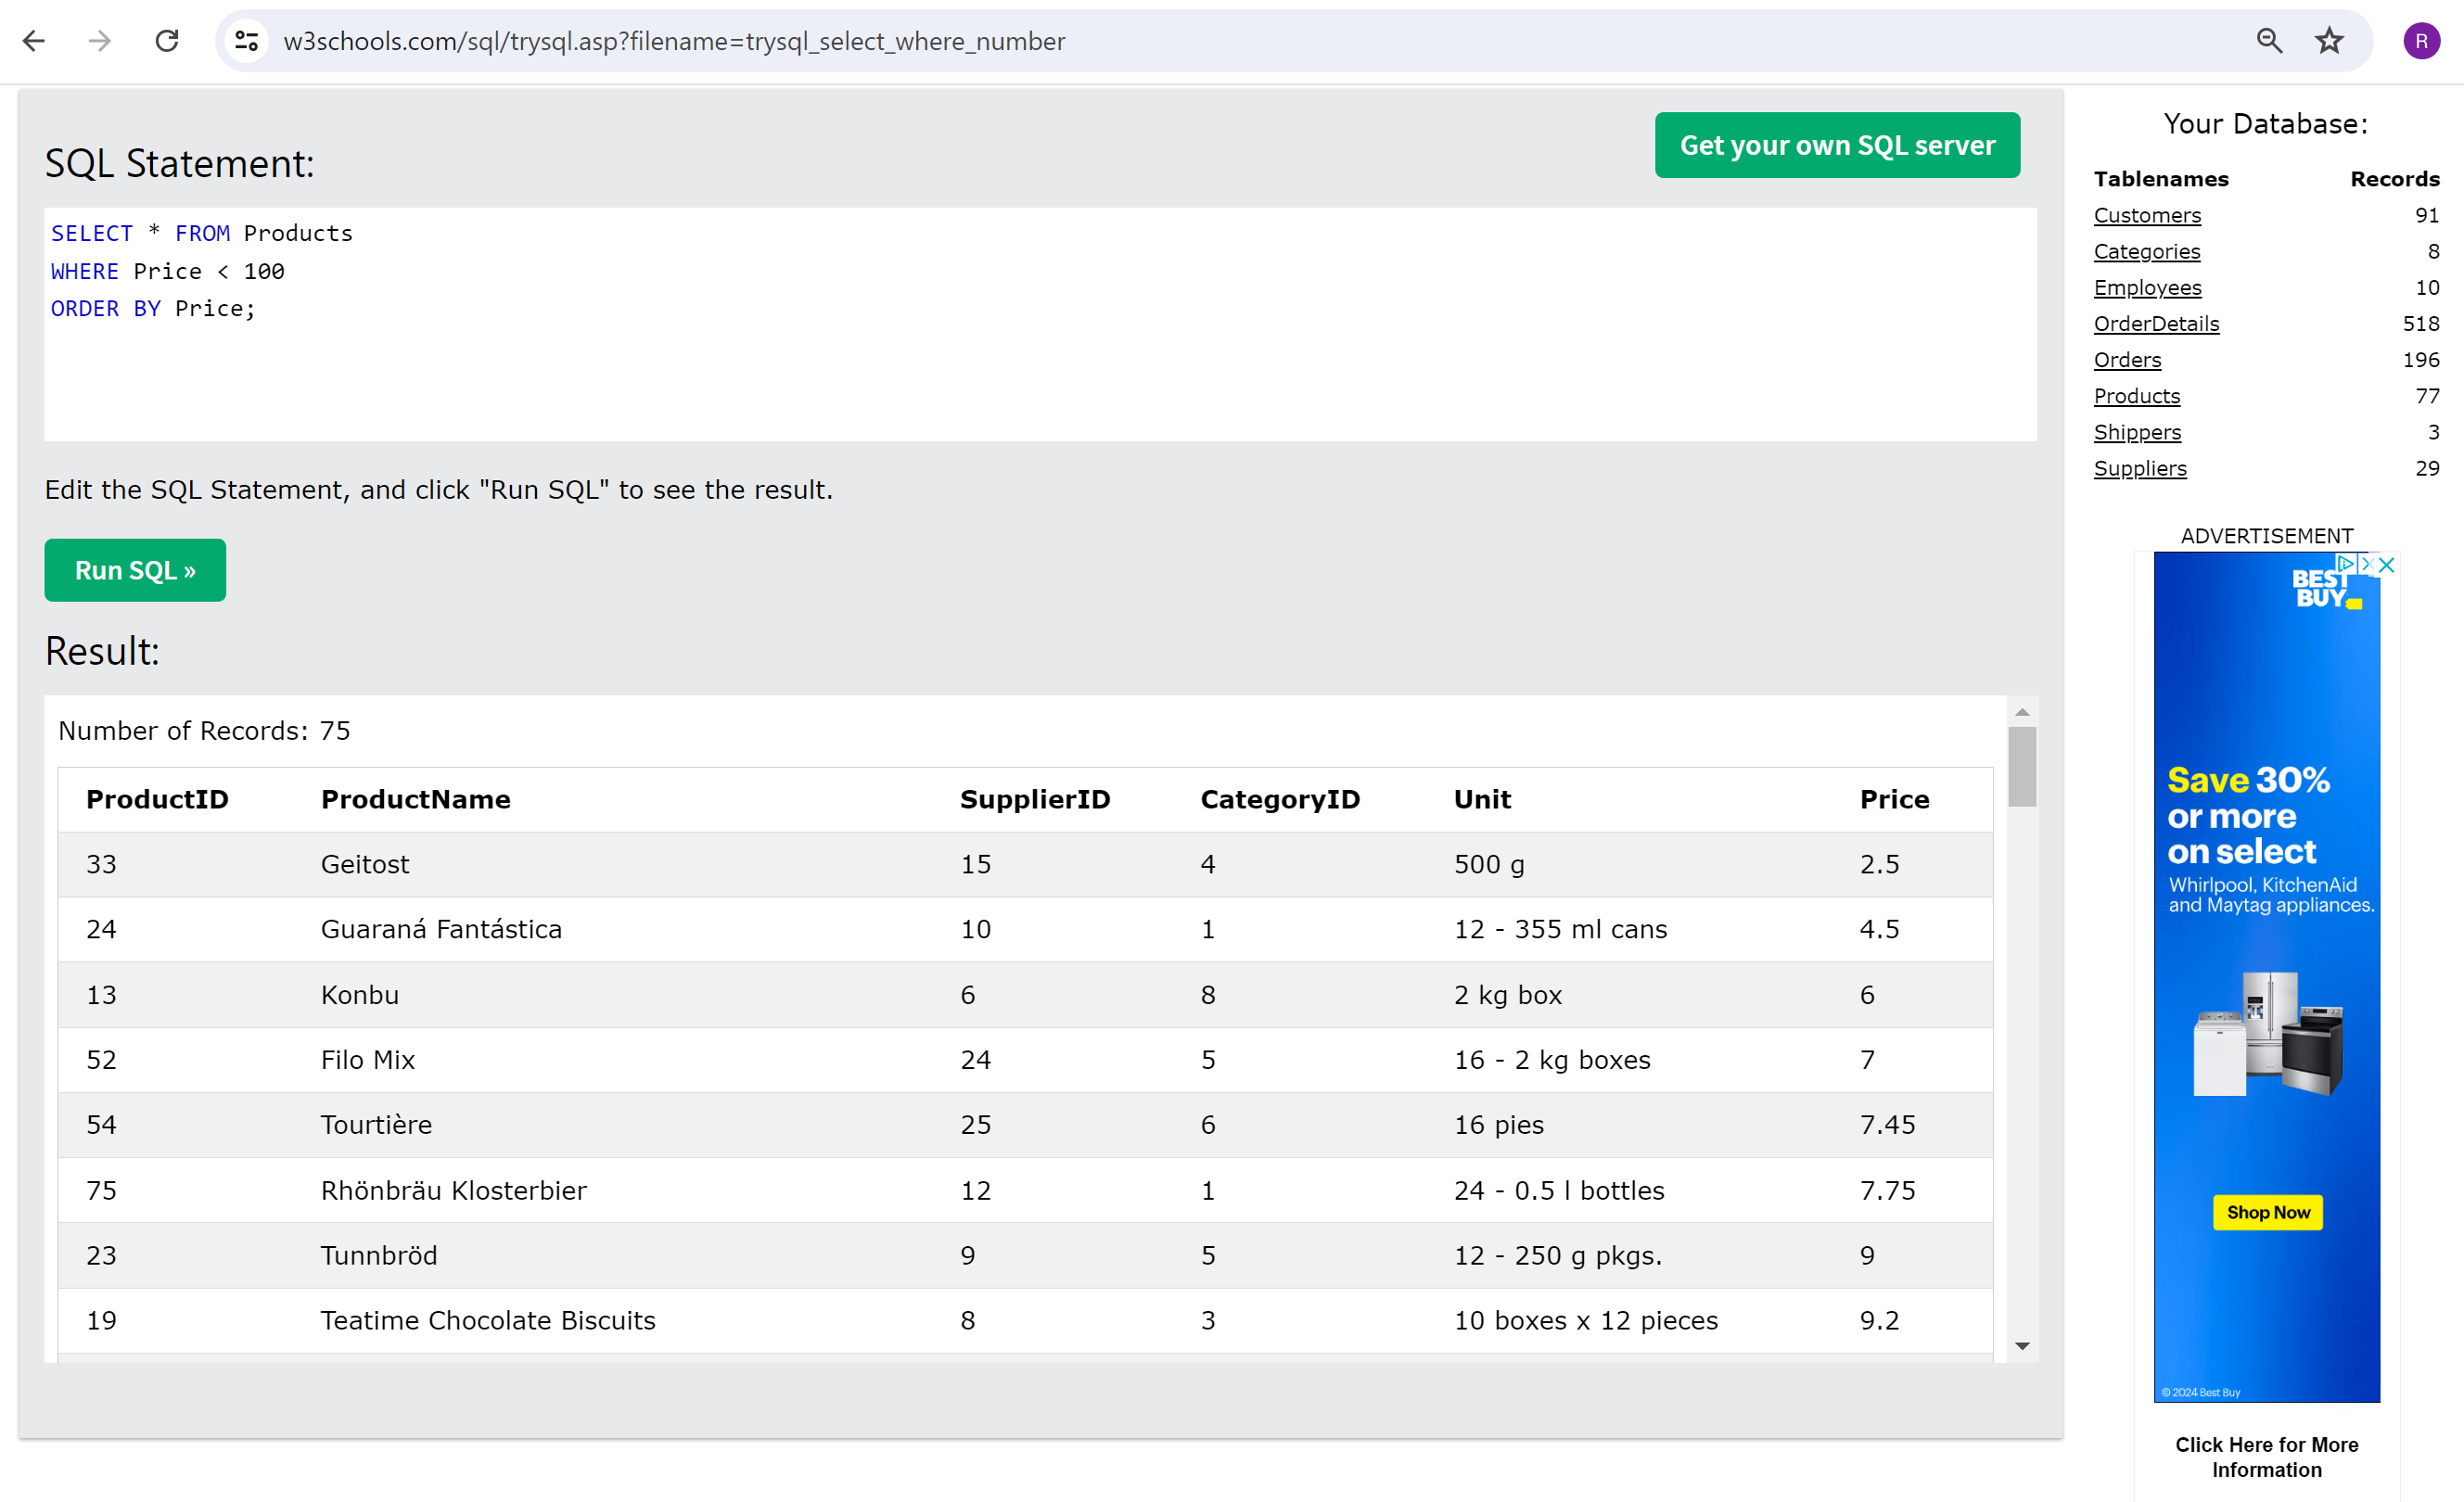 w3schools.com/sql/trysql.asp?filename=trysql_select_where_number
R
SQL Statement:
Get your own SQL server
SELECT * FROM Products
WHERE Price < 100
ORDER BY Price;
Edit the SQL Statement, and click "Run SQL" to see the result.
Run SQL »
Result:
Number of Records: 75
ProductID ProductName SupplierID CategoryID Unit Price
33 Geitost 15 4 500 g 2.5
24 Guaraná Fantástica 10 1 12 - 355 ml cans 4.5
13 Konbu 6 8 2 kg box 6
52 Filo Mix 24 5 16 - 2 kg boxes 7
54 Tourtière 25 6 16 pies 7.45
75 Rhönbräu Klosterbier 12 1 24 - 0.5 l bottles 7.75
23 Tunnbröd 9 5 12 - 250 g pkgs. 9
19 Teatime Chocolate Biscuits 8 3 10 boxes x 12 pieces 9.2
Your Database:
Tablenames Records
Customers 91
Categories 8
Employees 10
OrderDetails 518
Orders 196
Products 77
Shippers 3
Suppliers 29
ADVERTISEMENT
BEST
BUY
Save 30%
or more
on select
Whirlpool, KitchenAid
and Maytag appliances.
Shop Now
© 2024 Best Buy
Click Here for More
Information